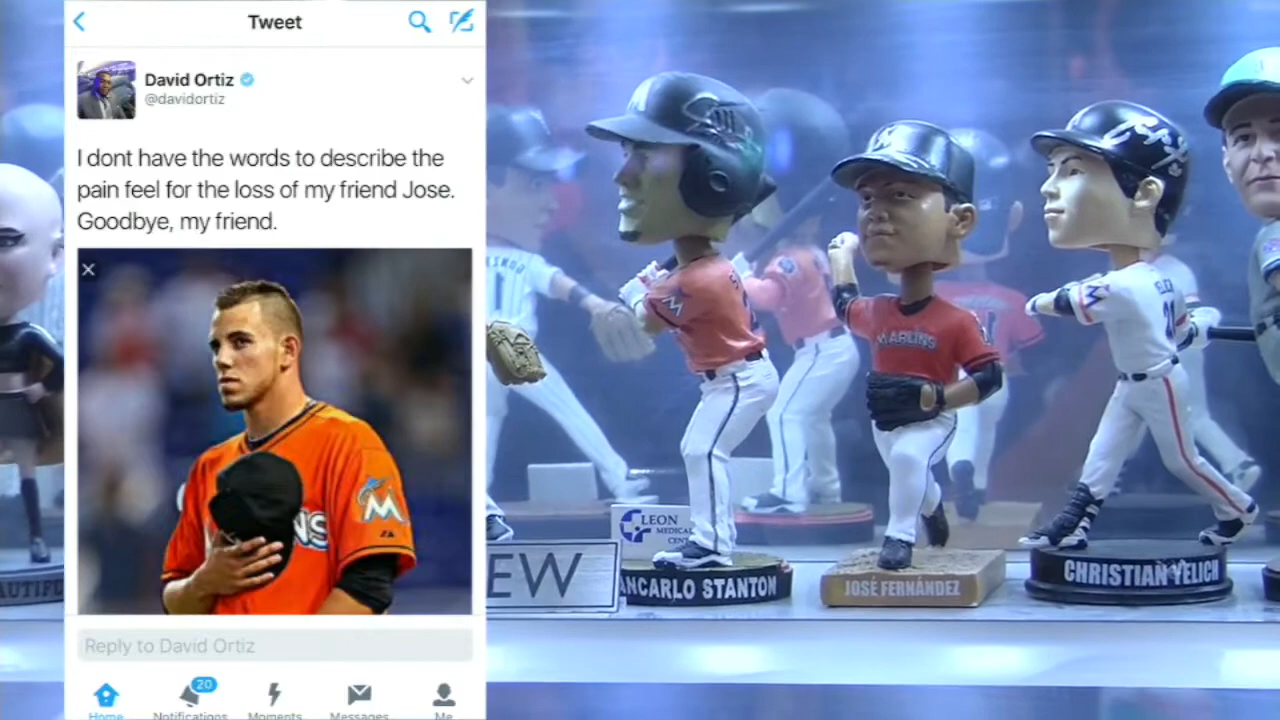 Tweet
David Ortiz
@davidortiz
I dont have the words to describe the
pain feel for the loss of my friend Jose.
Goodbye, my friend.
Reply to David Ortiz
20
Home
Notifications
Moments
Messages
Me
MARLINS
LEON
MEDICAL
EW
ANCARLO STANTON
JOSÉ FERNÁNDEZ
CHRISTIAN YELICH